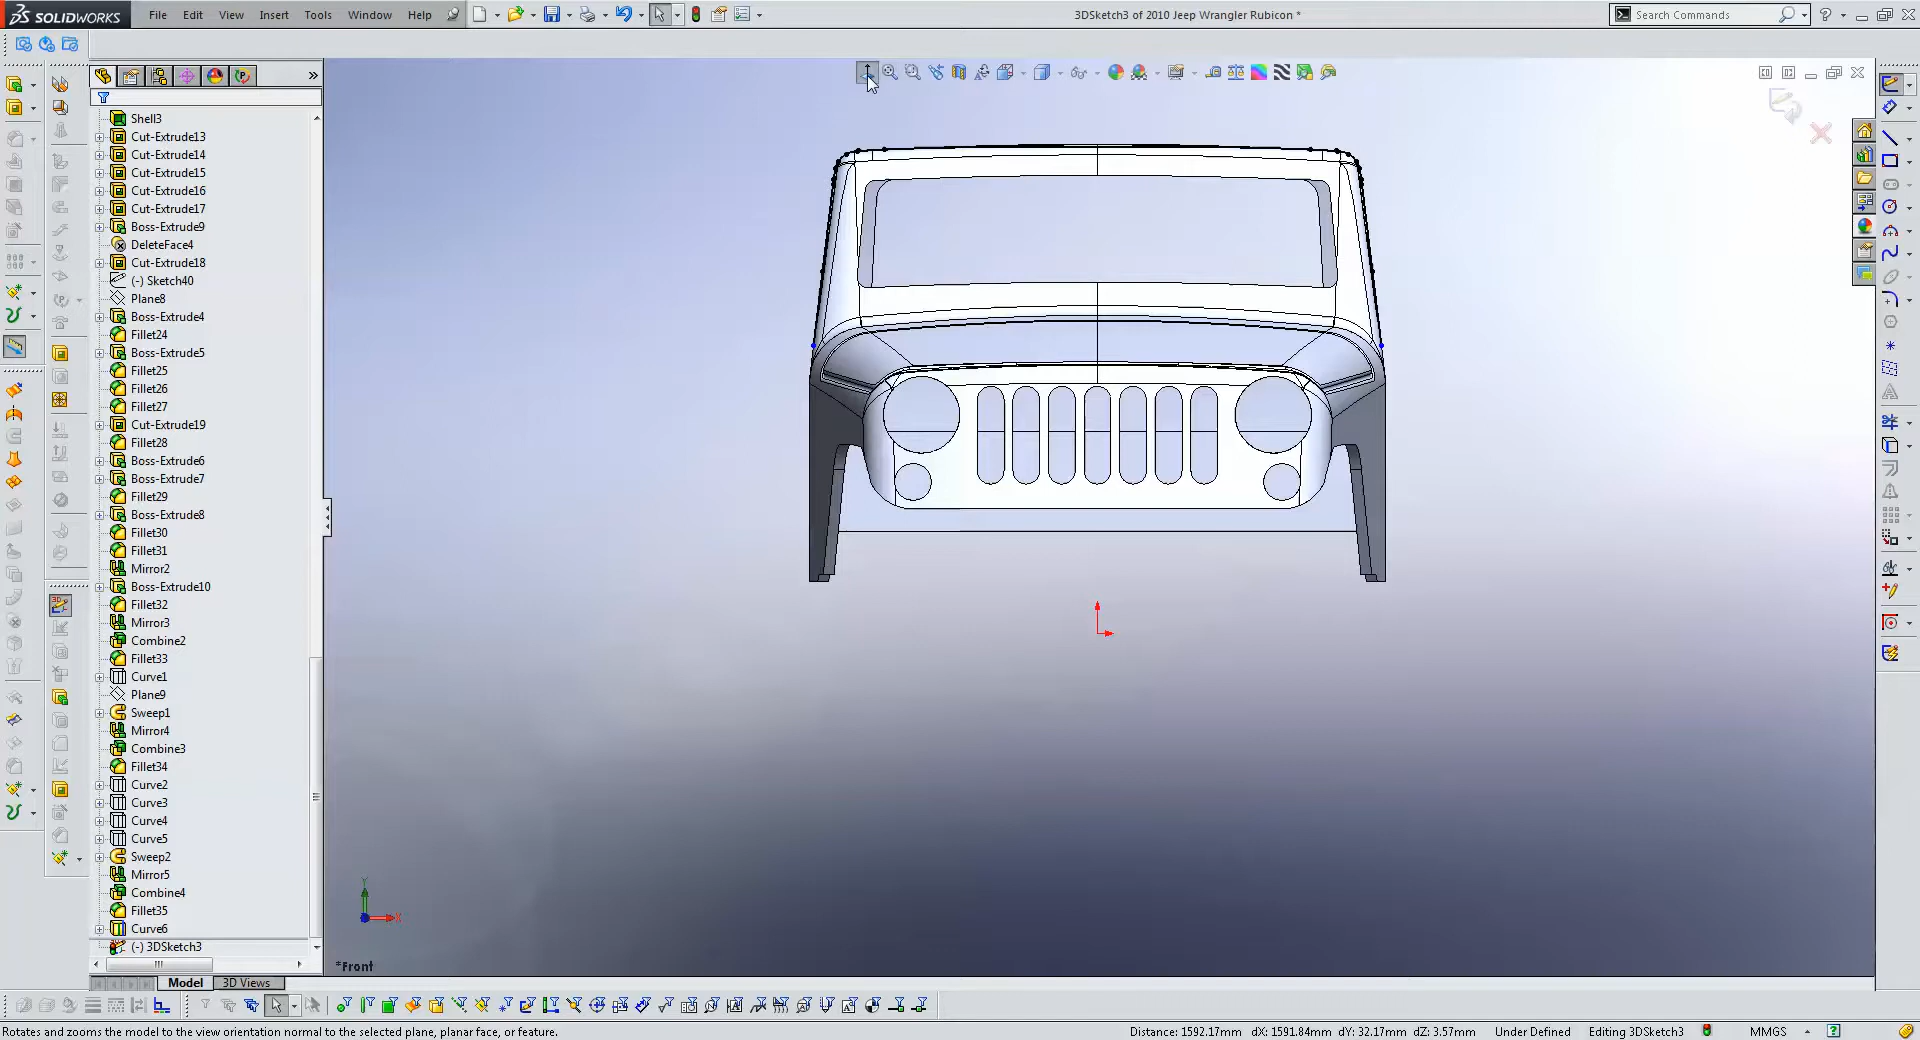 SOLIDWORKS File Edit View Insert Tools Window Help 3DSketch3 of 2010 Jeep Wrangler Rubicon * Search Commands
Shell3
Cut-Extrude13
Cut-Extrude14
Cut-Extrude15
Cut-Extrude16
Cut-Extrude17
Boss-Extrude9
DeleteFace4
Cut-Extrude18
(-) Sketch40
Plane8
Boss-Extrude4
Fillet24
Boss-Extrude5
Fillet25
Fillet26
Fillet27
Cut-Extrude19
Fillet28
Boss-Extrude6
Boss-Extrude7
Fillet29
Boss-Extrude8
Fillet30
Fillet31
Mirror2
Boss-Extrude10
Fillet32
Mirror3
Combine2
Fillet33
Curve1
Plane9
Sweep1
Mirror4
Combine3
Fillet34
Curve2
Curve3
Curve4
Curve5
Sweep2
Mirror5
Combine4
Fillet35
Curve6
(-) 3DSketch3
Y
X
*Front
Model 3D Views
Rotates and zooms the model to the view orientation normal to the selected plane, planar face, or feature. Distance: 1592.17mm dX: 1591.84mm dY: 32.17mm dZ: 3.57mm Under Defined Editing 3DSketch3 MMGS